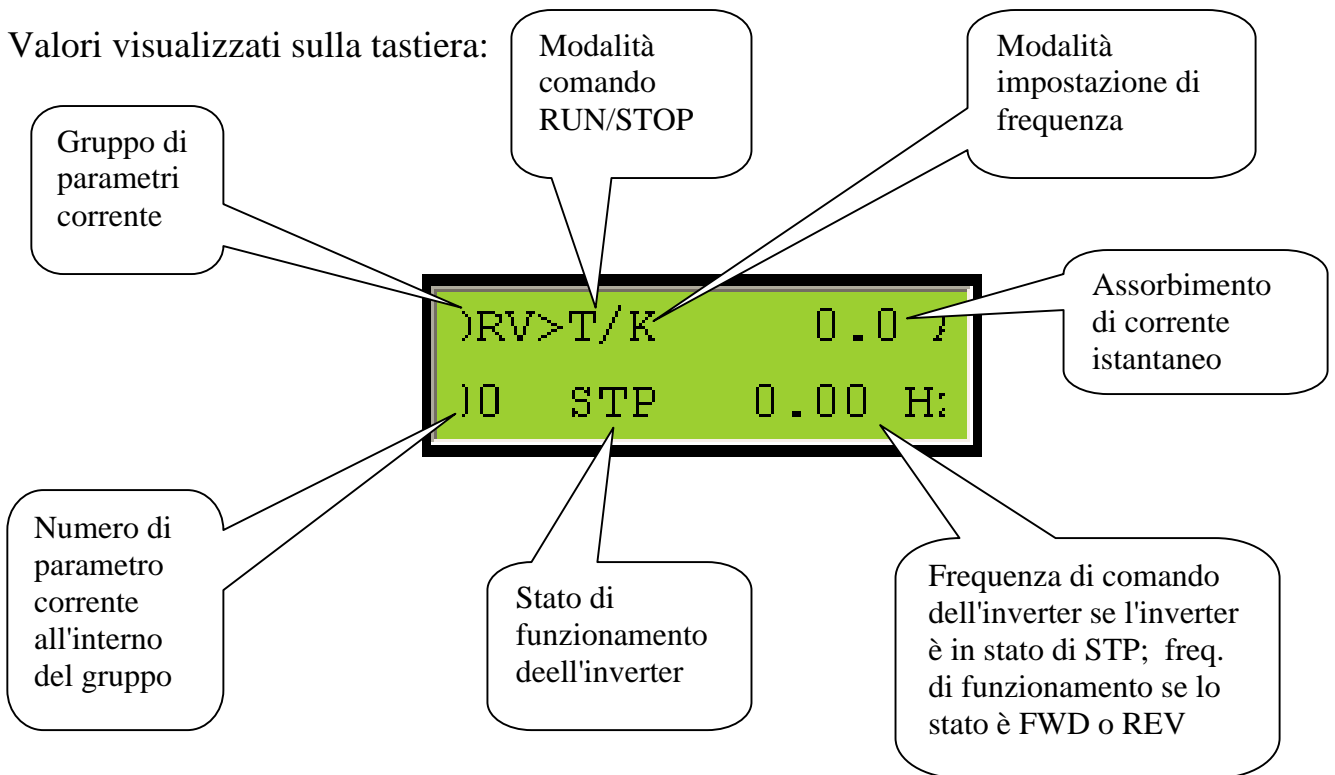 Valori visualizzati sulla tastiera:
Modalità
comando
RUN/STOP
Modalità
impostazione di
frequenza
Gruppo di
parametri
corrente
Assorbimento
di corrente
istantaneo
)RV>T/K 0.0
)0 STP 0.00 Hz
Numero di
parametro
corrente
all'interno
del gruppo
Stato di
funzionamento
deell'inverter
Frequenza di comando
dell'inverter se l'inverter
è in stato di STP; freq.
di funzionamento se lo
stato è FWD o REV